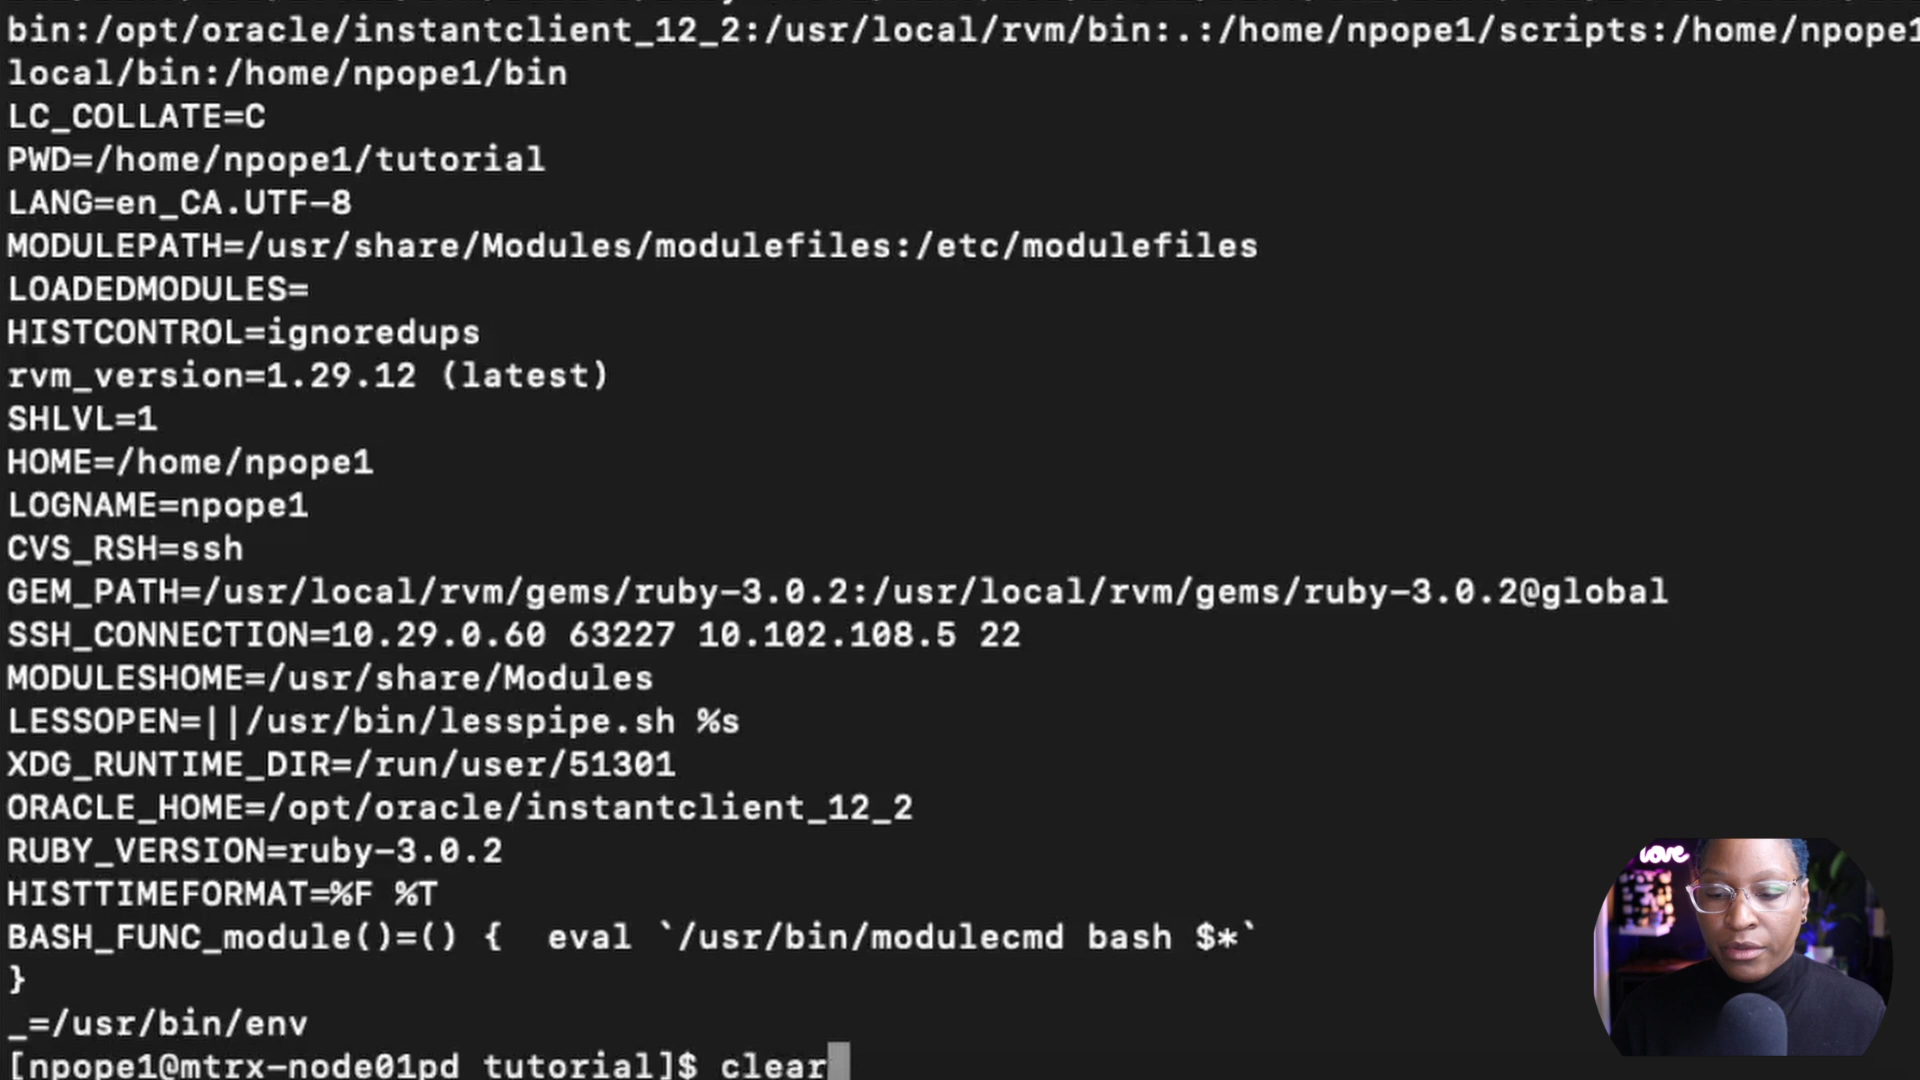 bin:/opt/oracle/instantclient_12_2:/usr/local/rvm/bin:.:/home/npope1/scripts:/home/npope1
local/bin:/home/npope1/bin
LC_COLLATE=C
PWD=/home/npope1/tutorial
LANG=en_CA.UTF-8
MODULEPATH=/usr/share/Modules/modulefiles:/etc/modulefiles
LOADEDMODULES=
HISTCONTROL=ignoredups
rvm_version=1.29.12 (latest)
SHLVL=1
HOME=/home/npope1
LOGNAME=npope1
CVS_RSH=ssh
GEM_PATH=/usr/local/rvm/gems/ruby-3.0.2:/usr/local/rvm/gems/ruby-3.0.2@global
SSH_CONNECTION=10.29.0.60 63227 10.102.108.5 22
MODULESHOME=/usr/share/Modules
LESSOPEN=||/usr/bin/lesspipe.sh %s
XDG_RUNTIME_DIR=/run/user/51301
ORACLE_HOME=/opt/oracle/instantclient_12_2
RUBY_VERSION=ruby-3.0.2
HISTTIMEFORMAT=%F %T
BASH_FUNC_module()=() {  eval `/usr/bin/modulecmd bash $*`
}
_=/usr/bin/env
[npope1@mtrx-node01pd tutorial]$ clear
love